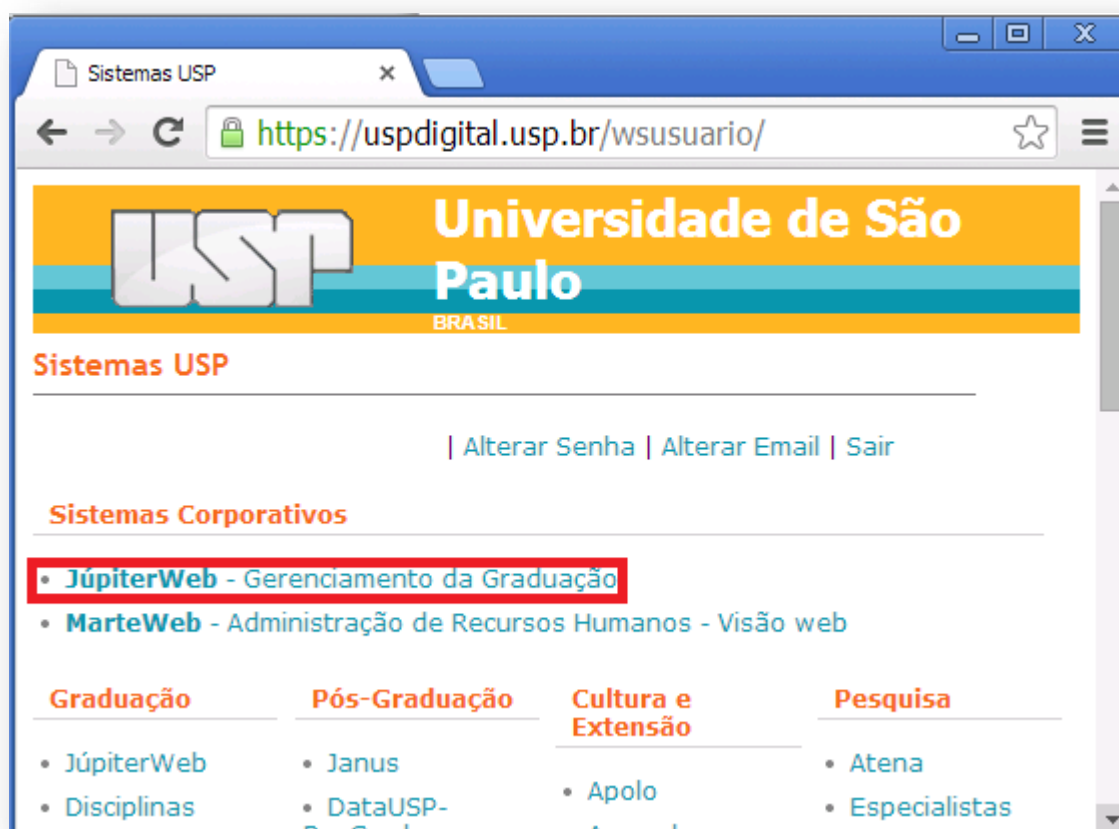 Sistemas USP
https://uspdigital.usp.br/wsusuario/
USP
Universidade de São
Paulo
BRASIL
Sistemas USP
| Alterar Senha | Alterar Email | Sair
Sistemas Corporativos
• JúpiterWeb - Gerenciamento da Graduação
• MarteWeb - Administração de Recursos Humanos - Visão web
Graduação
• JúpiterWeb
• Disciplinas
Pós-Graduação
• Janus
• DataUSP-
Cultura e
Extensão
• Apolo
Pesquisa
• Atena
• Especialistas